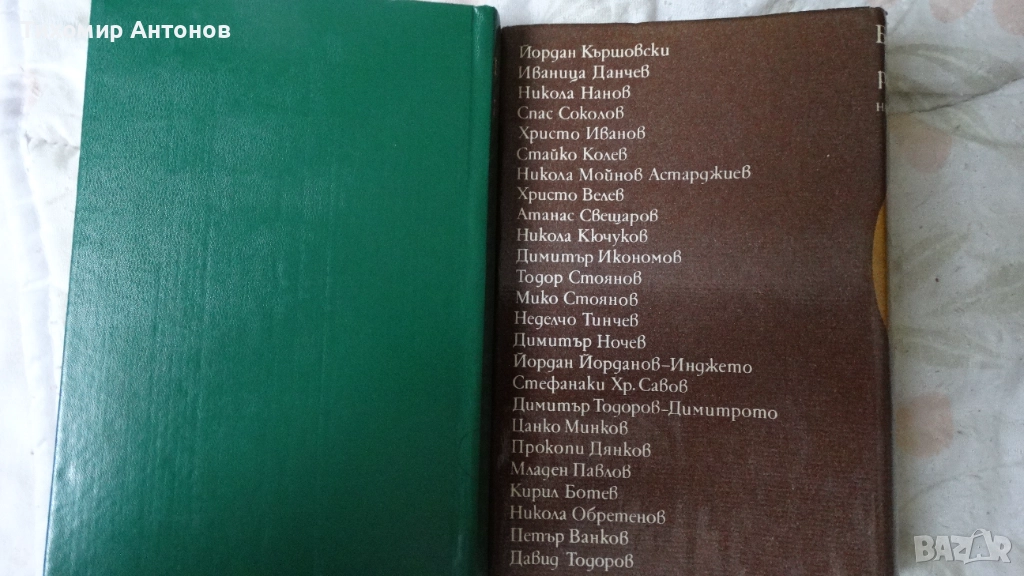 Йордан Кършовски
Иваница Данчев
Никола Нанов
Спас Соколов
Христо Иванов
Стайко Колев
Никола Мойнов Астарджиев
Христо Велев
Атанас Свещаров
Никола Кючуков
Димитър Икономов
Тодор Стоянов
Мико Стоянов
Неделчо Тинчев
Димитър Ночев
Йордан Йорданов-Инджето
Стефанаки Хр. Савов
Димитър Тодоров-Димитрото
Цанко Минков
Прокопи Дянков
Младен Павлов
Кирил Ботев
Никола Обретенов
Петър Ванков
Давид Тодоров
Антонов
BAZAR